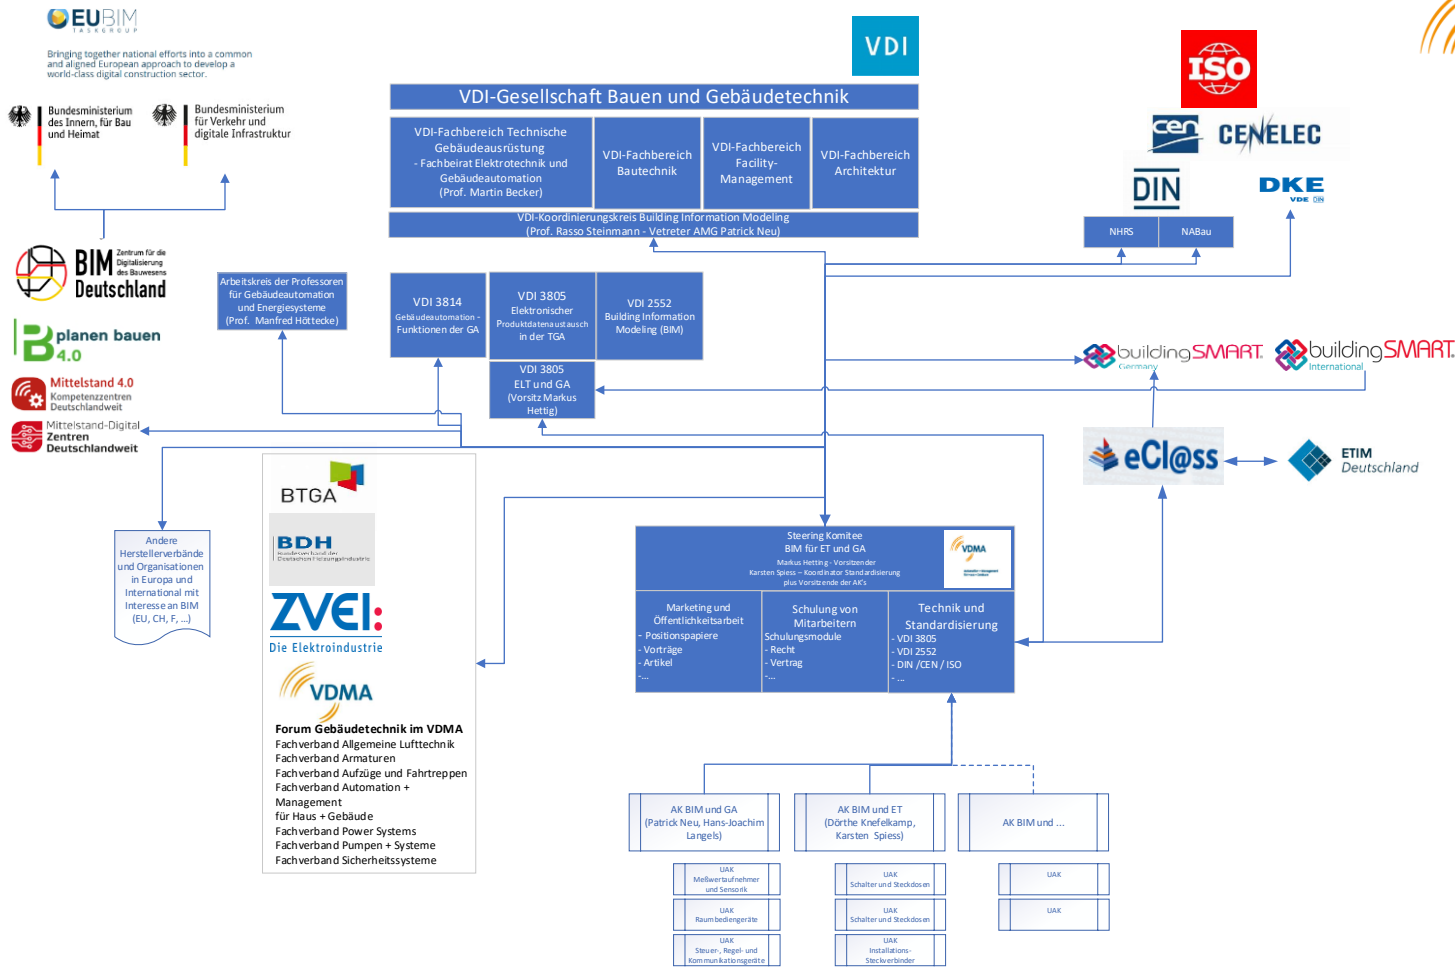 EUBIM
TASKGROUP
Bringing together national efforts into a common
and aligned European approach to develop a
world-class digital construction sector.
Bundesministerium
des Innern, für Bau
und Heimat
Bundesministerium
für Verkehr und
digitale Infrastruktur
VDI
VDI-Gesellschaft Bauen und Gebäudetechnik
VDI-Fachbereich Technische
Gebäudeausrüstung
- Fachbeirat Elektrotechnik und
Gebäudeautomation
(Prof. Martin Becker)
VDI-Fachbereich
Bautechnik
VDI-Fachbereich
Facility-
Management
VDI-Fachbereich
Architektur
VDI-Koordinierungskreis Building Information Modeling
(Prof. Rasso Steinmann - Vetreter AMG Patrick Neu)
ISO
cen
CENELEC
DIN
DKE
VDE DIN
NHRS
NABau
BIM
Deutschland
Zentrum für die
Digitalisierung
des Bauwesens
planen bauen
4.0
Mittelstand 4.0
Kompetenzzentren
Deutschlandweit
Mittelstand-Digital
Zentren
Deutschlandweit
Arbeitskreis der Professoren
für Gebäudeautomation
und Energiesysteme
(Prof. Manfred Höttecke)
VDI 3814
Gebäudeautomation -
Funktionen der GA
VDI 3805
Elektronischer
Produktdatenaustausch
in der TGA
VDI 2552
Building Information
Modeling (BIM)
VDI 3805
ELT und GA
(Vorsitz Markus
Hettig)
buildingSMART.
Germany
buildingSMART.
International
eCl@ss
ETIM
Deutschland
Andere
Herstellerverbände
und Organisationen
in Europa und
International mit
Interesse an BIM
(EU, CH, F, ...)
BTGA
BDH
Bundesverband der
Deutschen Heizungsindustrie
ZVEI:
Die Elektroindustrie
VDMA
Forum Gebäudetechnik im VDMA
Fachverband Allgemeine Lufttechnik
Fachverband Armaturen
Fachverband Aufzüge und Fahrtreppen
Fachverband Automation +
Management
für Haus + Gebäude
Fachverband Power Systems
Fachverband Pumpen + Systeme
Fachverband Sicherheitssysteme
Steering Komitee
BIM für ET und GA
Markus Hetting - Vorsitzender
Karsten Spiess – Koordinator Standardisierung
plus Vorsitzende der AK's
VDMA
Marketing und
Öffentlichkeitsarbeit
- Positionspapiere
- Vorträge
- Artikel
-...
Schulung von
Mitarbeitern
Schulungsmodule
- Recht
- Vertrag
-...
Technik und
Standardisierung
- VDI 3805
- VDI 2552
- DIN /CEN / ISO
- ...
AK BIM und GA
(Patrick Neu, Hans-Joachim
Langels)
AK BIM und ET
(Dörthe Knefelkamp,
Karsten Spiess)
AK BIM und ...
UAK
Meßwertaufnehmer
und Sensorik
UAK
Raumbediengeräte
UAK
Steuer-, Regel- und
Kommunikationsgeräte
UAK
Schalter und Steckdosen
UAK
Schalter und Steckdosen
UAK
Installations-
Steckverbinder
UAK
UAK